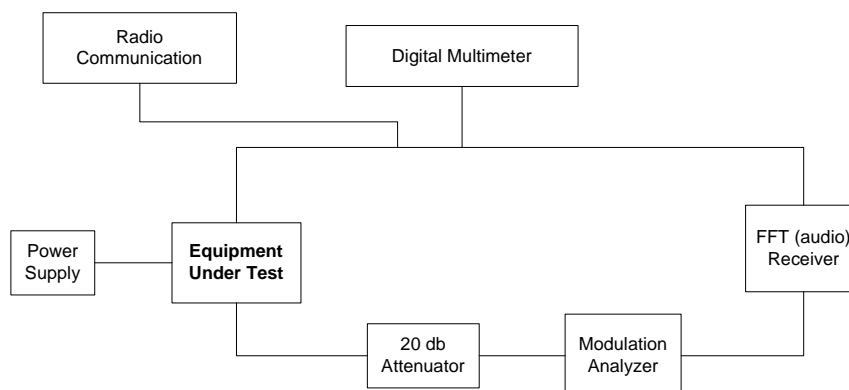 Radio
Communication
Digital Multimeter
Power
Supply
Equipment
Under Test
FFT (audio)
Receiver
20 db
Attenuator
Modulation
Analyzer